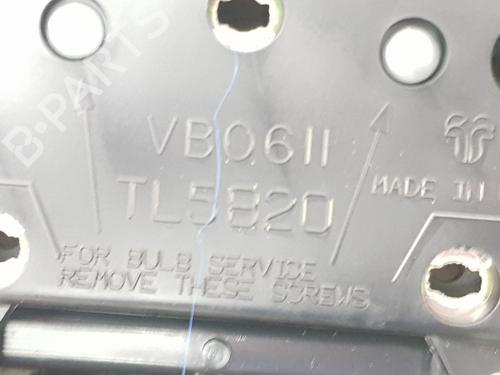 B-PARTS
VB0611
TL5820
MADE IN
FOR BULB SERVICE
REMOVE THESE SCREWS